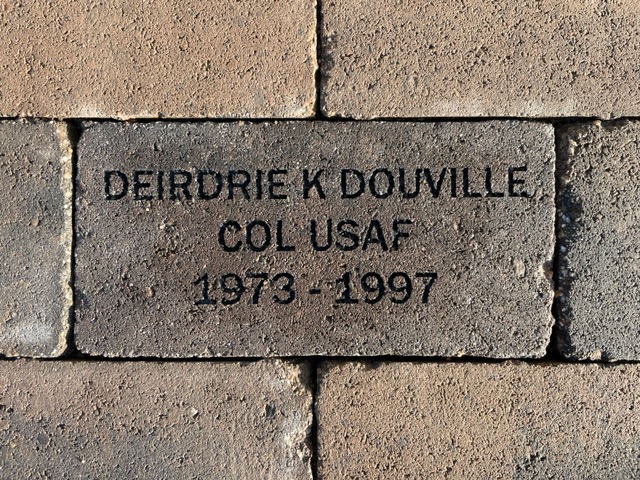 DEIRDRIE K DOUVILLE
COL USAF
1973 - 1997